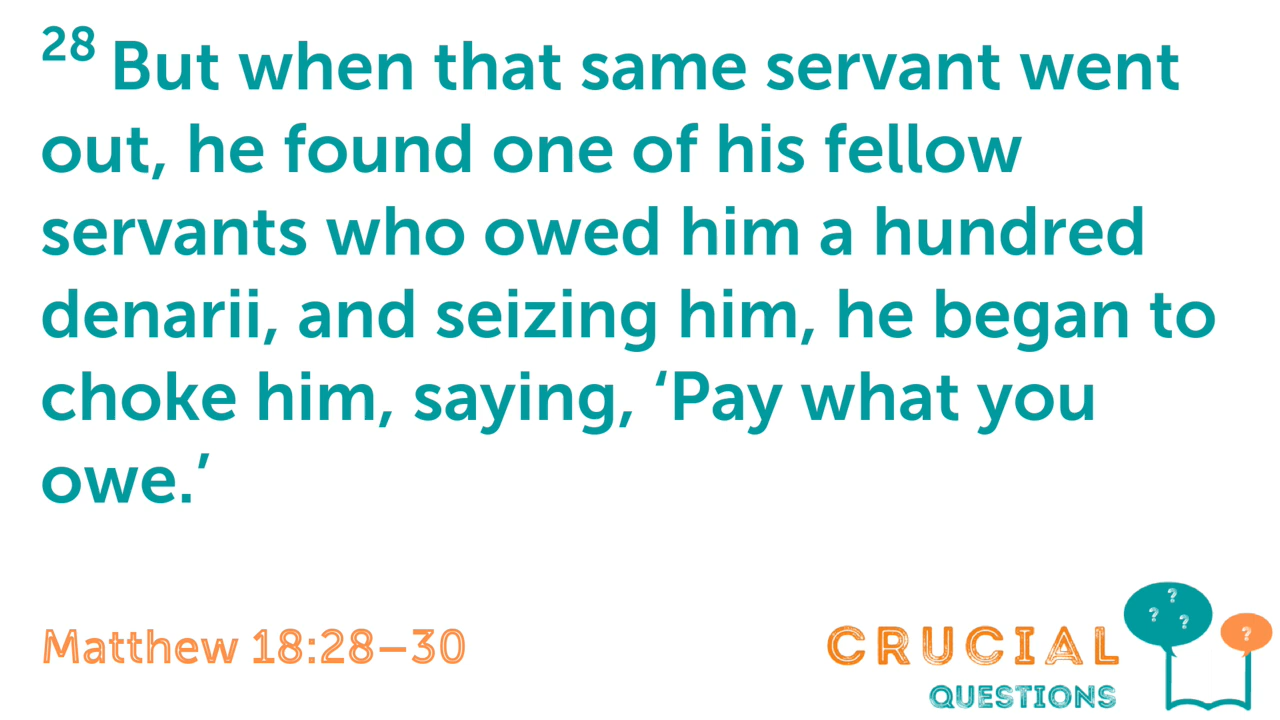 28 But when that same servant went
out, he found one of his fellow
servants who owed him a hundred
denarii, and seizing him, he began to
choke him, saying, ‘Pay what you
owe.’
Matthew 18:28–30
CRUCIAL
QUESTIONS
?
? ?
?